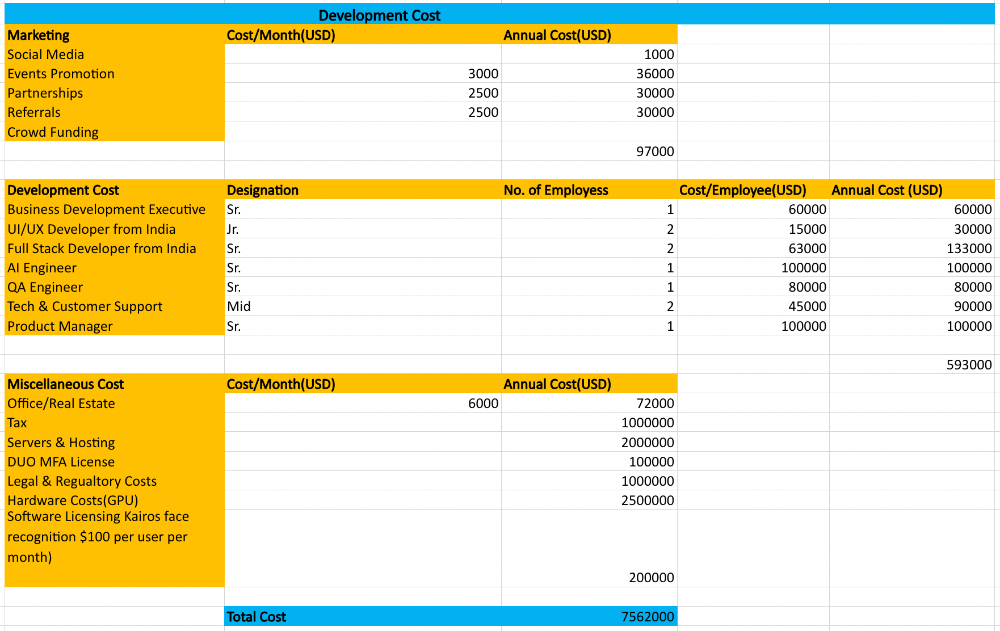 Development Cost
Marketing Cost/Month(USD) Annual Cost(USD)
Social Media 1000
Events Promotion 3000 36000
Partnerships 2500 30000
Referrals 2500 30000
Crowd Funding
97000
Development Cost Designation No. of Employess Cost/Employee(USD) Annual Cost (USD)
Business Development Executive Sr. 1 60000 60000
UI/UX Developer from India Jr. 2 15000 30000
Full Stack Developer from India Sr. 2 63000 133000
AI Engineer Sr. 1 100000 100000
QA Engineer Sr. 1 80000 80000
Tech & Customer Support Mid 2 45000 90000
Product Manager Sr. 1 100000 100000
593000
Miscellaneous Cost Cost/Month(USD) Annual Cost(USD)
Office/Real Estate 6000 72000
Tax 1000000
Servers & Hosting 2000000
DUO MFA License 100000
Legal & Regualtory Costs 1000000
Hardware Costs(GPU) 2500000
Software Licensing Kairos face
recognition $100 per user per
month)
200000
Total Cost 7562000